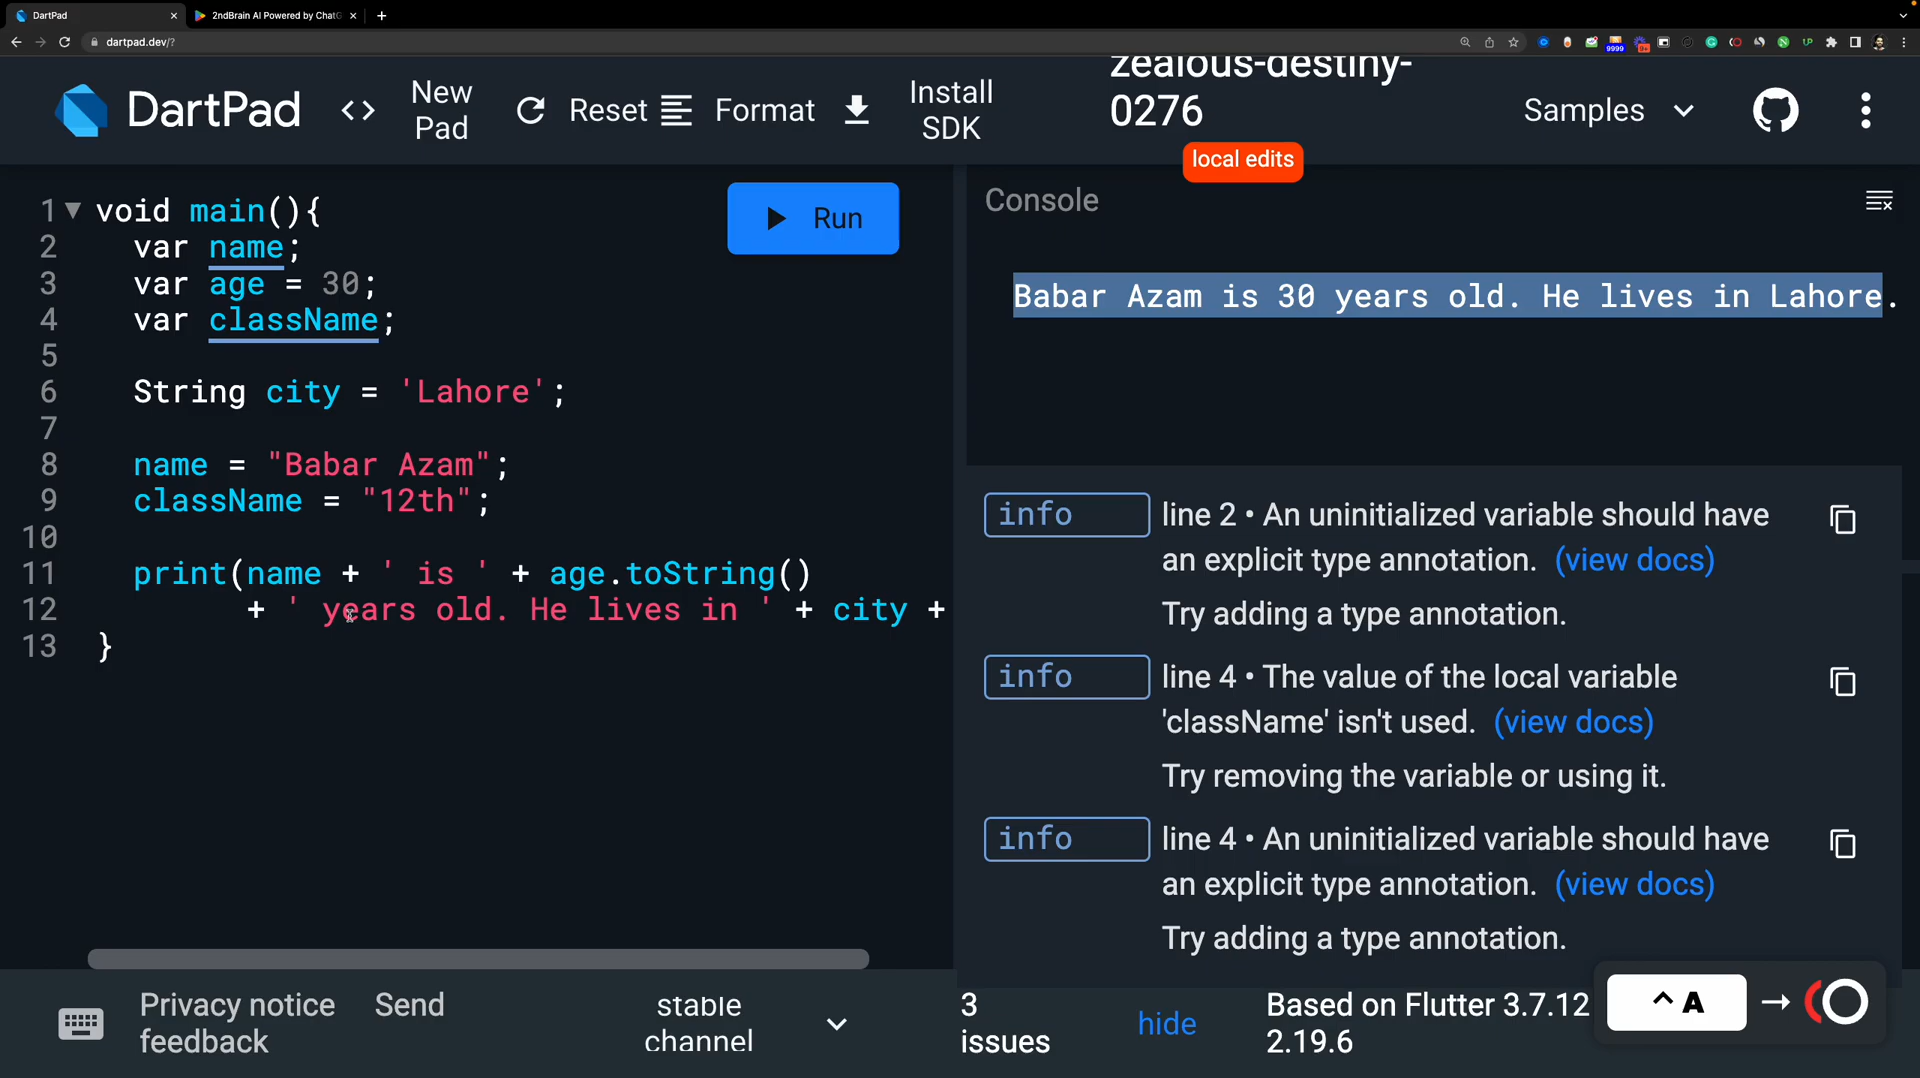 DartPad
2ndBrain AI Powered by ChatG
dartpad.dev/?
9999
9+
UP
DartPad
<> New Pad
Reset
Format
Install SDK
zealous-destiny-0276
local edits
Samples
Run
1 void main(){
2 var name;
3 var age = 30;
4 var className;
5
6 String city = 'Lahore';
7
8 name = "Babar Azam";
9 className = "12th";
10
11 print(name + ' is ' + age.toString()
12 + ' years old. He lives in ' + city +
13 }
Console
Babar Azam is 30 years old. He lives in Lahore.
info line 2 • An uninitialized variable should have
an explicit type annotation. (view docs)
Try adding a type annotation.
info line 4 • The value of the local variable
'className' isn't used. (view docs)
Try removing the variable or using it.
info line 4 • An uninitialized variable should have
an explicit type annotation. (view docs)
Try adding a type annotation.
Privacy notice Send
feedback
stable
channel
3
issues
hide
Based on Flutter 3.7.12
2.19.6
^ A →